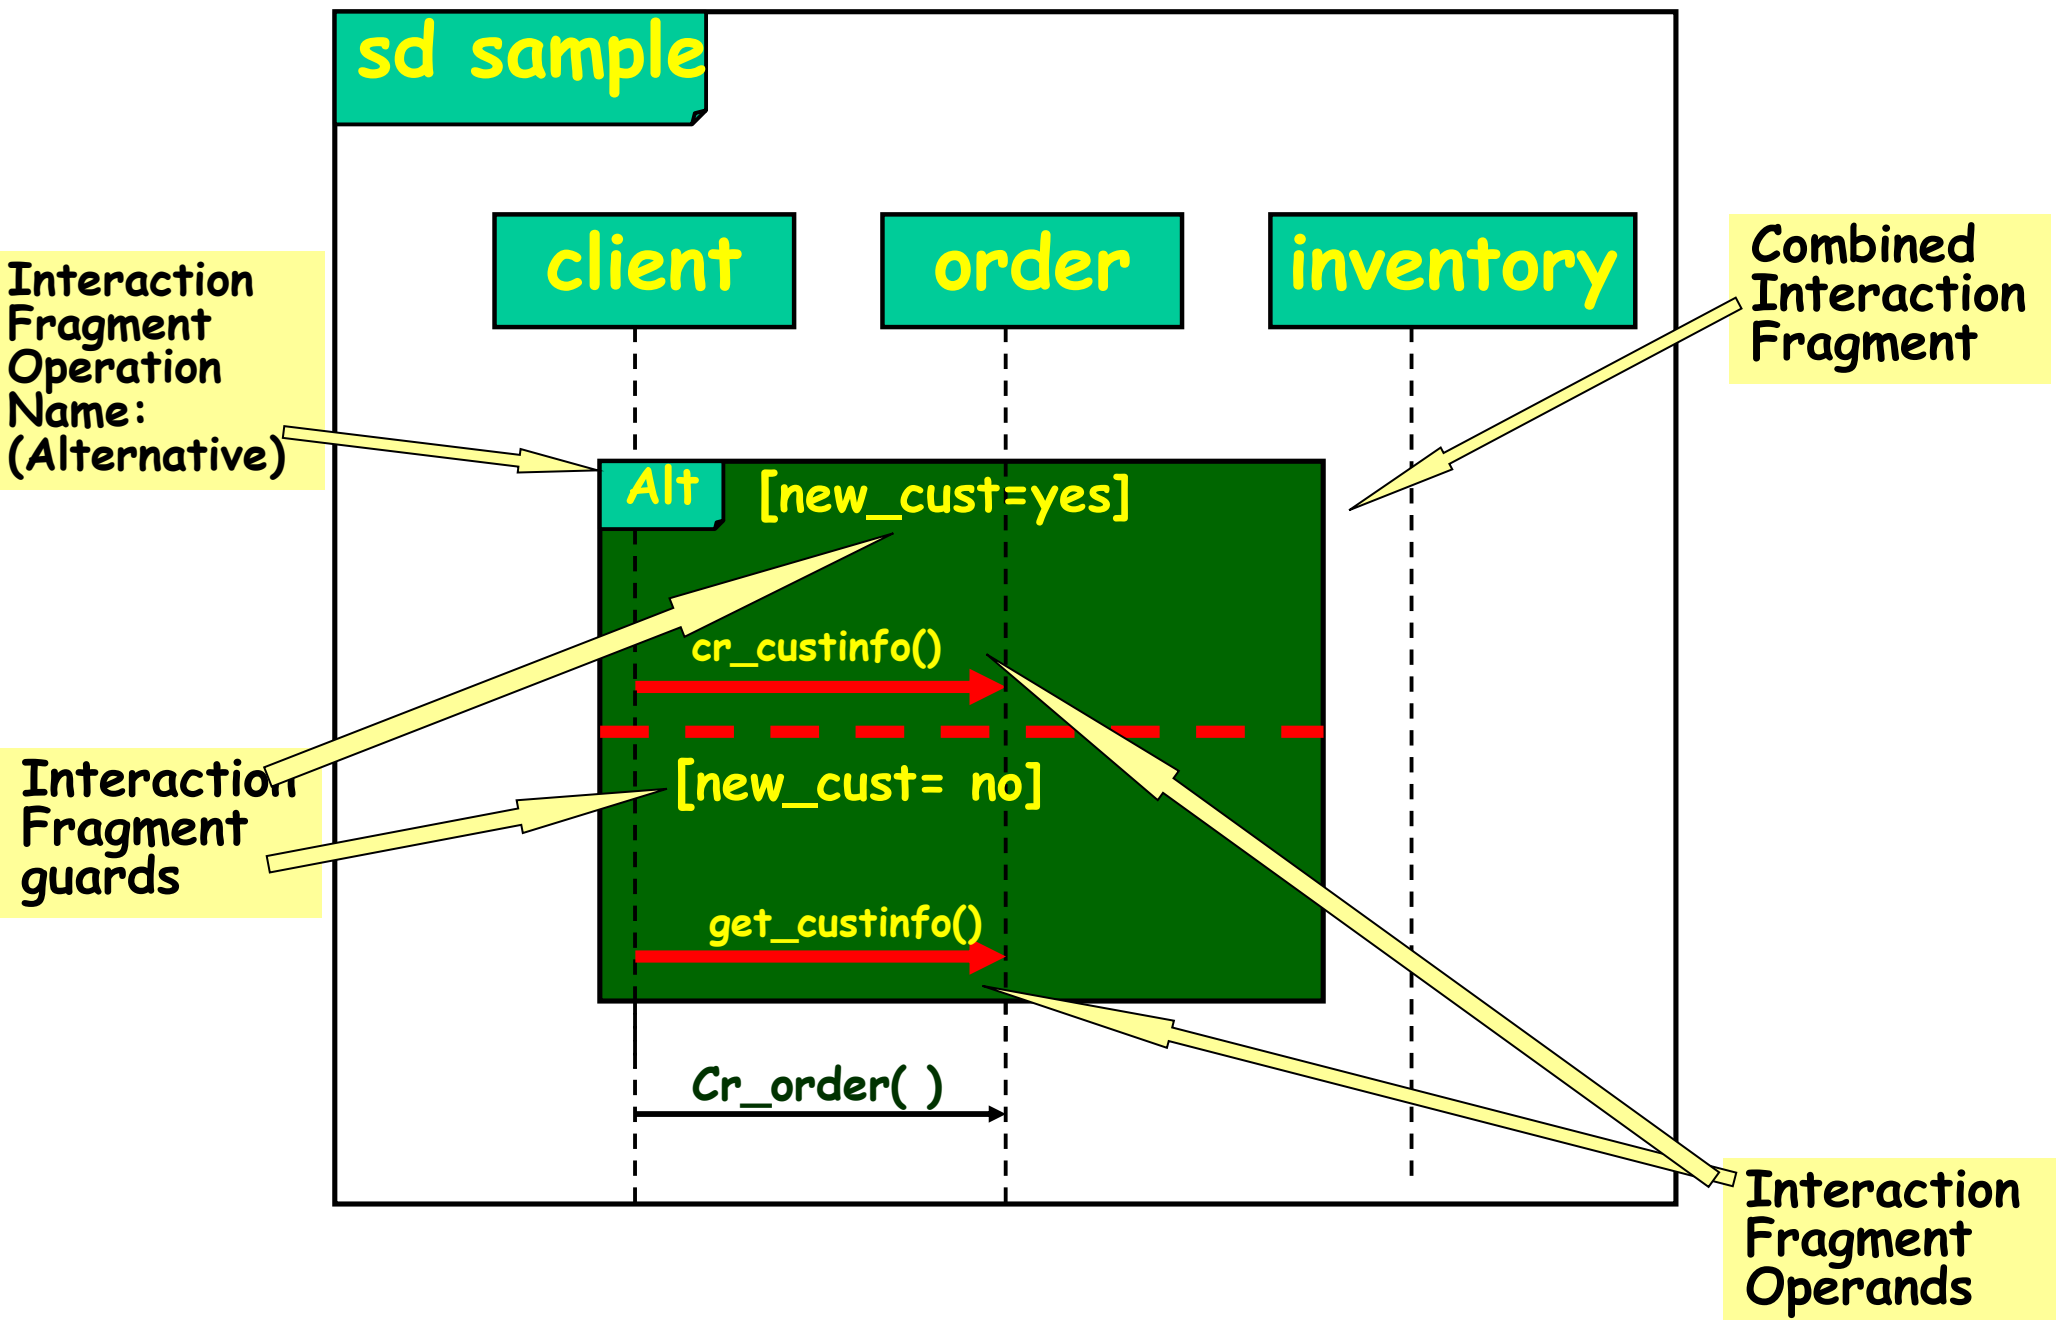 sd sample
client
order
inventory
Combined
Interaction
Fragment
Interaction
Fragment
Operation
Name:
(Alternative)
Alt
[new_cust=yes]
cr_custinfo()
Interaction
Fragment
guards
[new_cust= no]
get_custinfo()
Cr_order( )
Interaction
Fragment
Operands